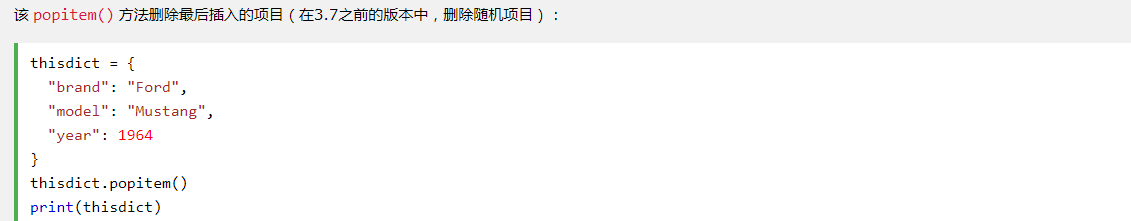 该 popitem() 方法删除最后插入的项目（在3.7之前的版本中，删除随机项目）：
thisdict = {
  "brand": "Ford",
  "model": "Mustang",
  "year": 1964
}
thisdict.popitem()
print(thisdict)